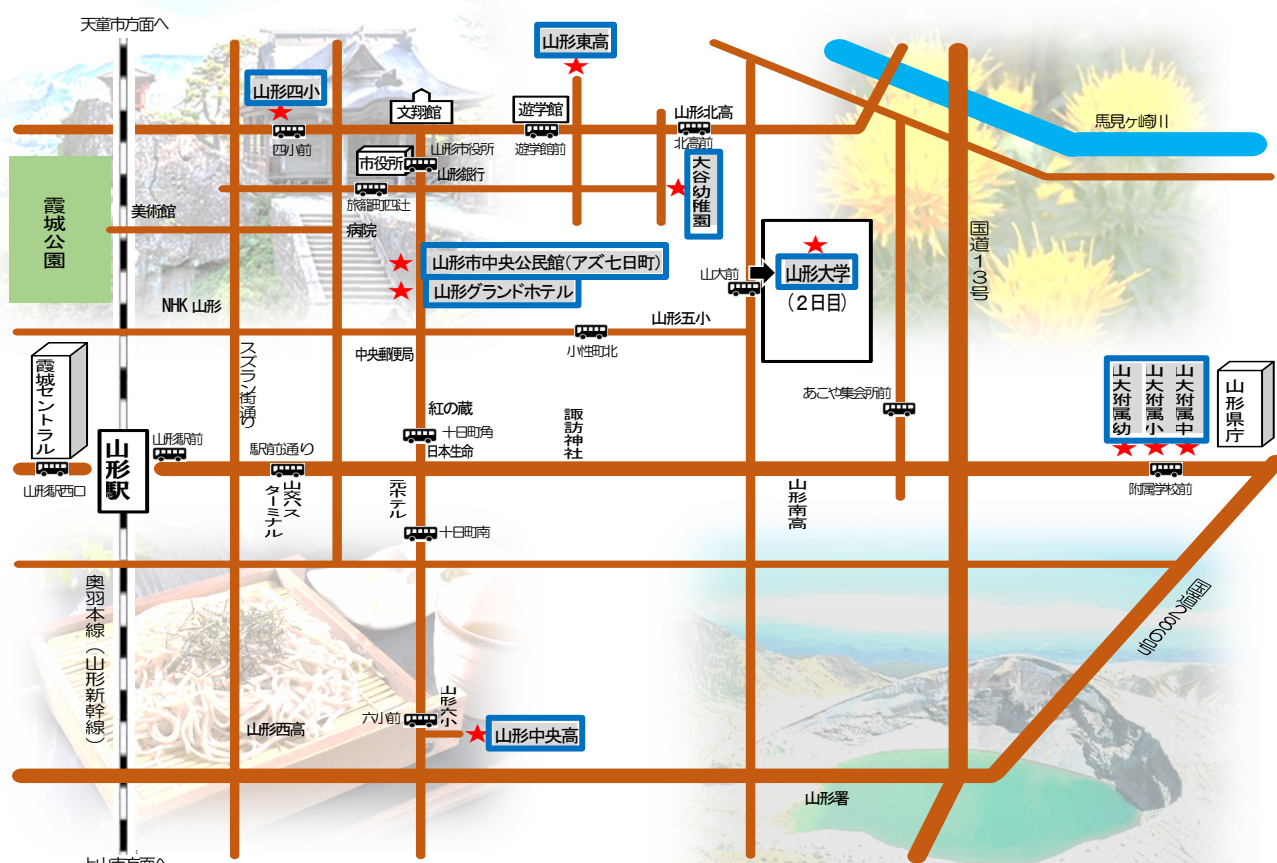 天童市方面へ
山形東高
山形四小
文翔館
遊学館
山形北高
馬見ヶ崎川
四小前
山形市役所
遊学館前
北高前
市役所
山形銀行
大谷幼稚園
旅籠町四辻
霞城公園
美術館
病院
国道13号
山形市中央公民館(アズ七日町)
山大前
山形大学
(2日目)
山形グランドホテル
NHK 山形
山形五小
小性町北
中央郵便局
スズラン街通り
霞城セントラル
あこや集会所前
山大附属幼
山大附属小
山大附属中
山形県庁
紅の蔵
諏訪神社
十日町角
日本生命
山形駅前
駅前通り
山形駅
山形駅西口
山交バス
ターミナル
元ホテル
山形南高
附属学校前
十日町南
奥羽本線(山形新幹線)
国道286号
山形六小
六小前
山形西高
山形中央高
山形署
上山市方面へ